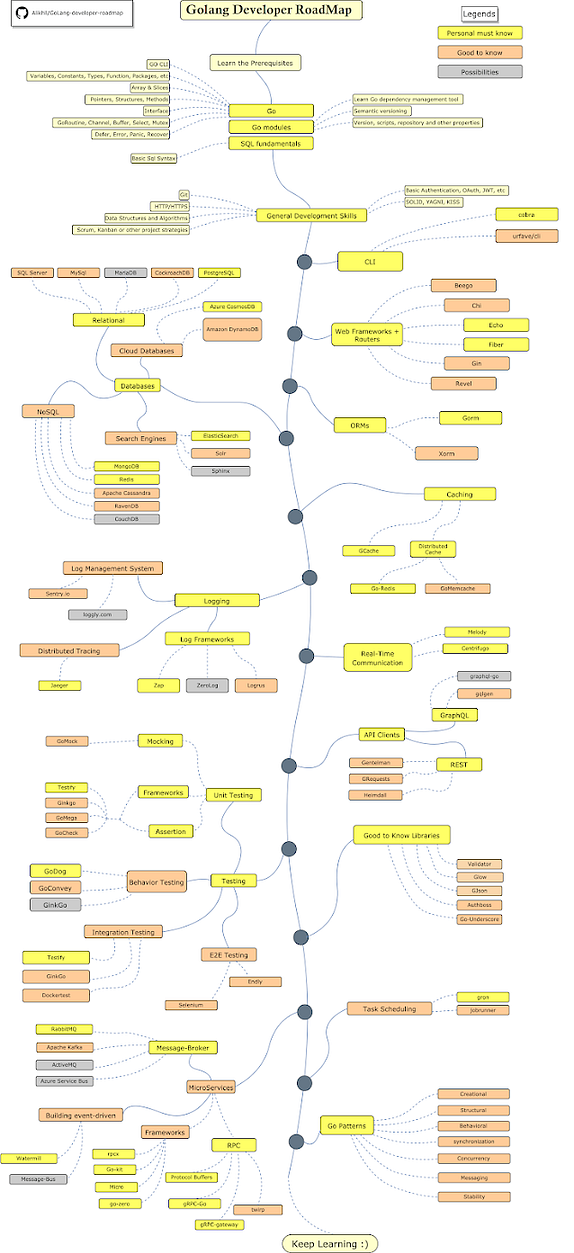 Alikhll/Golang-developer-roadmap
Golang Developer RoadMap
Legends
Personal must know
Good to know
Possibilities
Learn the Prerequisites
GO CLI
Variables, Constants, Types, Function, Packages, etc
Array & Slices
Pointers, Structures, Methods
Interface
GoRoutine, Channel, Buffer, Select, Mutex
Defer, Error, Panic, Recover
Go
Go modules
SQL fundamentals
Learn Go dependency management tool
Semantic versioning
Version, scripts, repository and other properties
Basic Sql Syntax
General Development Skills
Git
HTTP/HTTPS
Data Structures and Algorithms
Scrum, Kanban or other project strategies
Basic Authentication, OAuth, JWT, etc
SOLID, YAGNI, KISS
CLI
cobra
urfave/cli
SQL Server
MySql
MariaDB
CockroachDB
PostgreSQL
Relational
Azure CosmosDB
Amazon DynamoDB
Cloud Databases
Databases
NoSQL
Search Engines
ElasticSearch
Solr
Sphinx
MongoDB
Redis
Apache Cassandra
RavenDB
CouchDB
Web Frameworks +
Routers
Beego
Chi
Echo
Fiber
Gin
Revel
ORMs
Gorm
Xorm
Caching
GCache
Distributed
Cache
Go-Redis
GoMemcache
Log Management System
Sentry.io
loggly.com
Logging
Distributed Tracing
Jaeger
Log Frameworks
Zap
ZeroLog
Logrus
Real-Time
Communication
Melody
Centrifugo
API Clients
GraphQL
graphql-go
gqlgen
REST
Gentelman
GRequests
Heimdall
Mocking
GoMock
Frameworks
Unit Testing
Assertion
Testify
Ginkgo
GoMega
GoCheck
Good to Know Libraries
Validator
Glow
GJson
Authboss
Go-Underscore
Testing
Behavior Testing
GoDog
GoConvey
GinkGo
Integration Testing
Testify
GinkGo
Dockertest
E2E Testing
Endly
Selenium
Task Scheduling
gron
jobrunner
Message-Broker
RabbitMQ
Apache Kafka
ActiveMQ
Azure Service Bus
MicroServices
Building event-driven
Watermill
Message-Bus
Frameworks
rpcx
Go-kit
Micro
go-zero
RPC
Protocol Buffers
gRPC-Go
gRPC-gateway
twirp
Go Patterns
Creational
Structural
Behavioral
synchronization
Concurrency
Messaging
Stability
Keep Learning :)